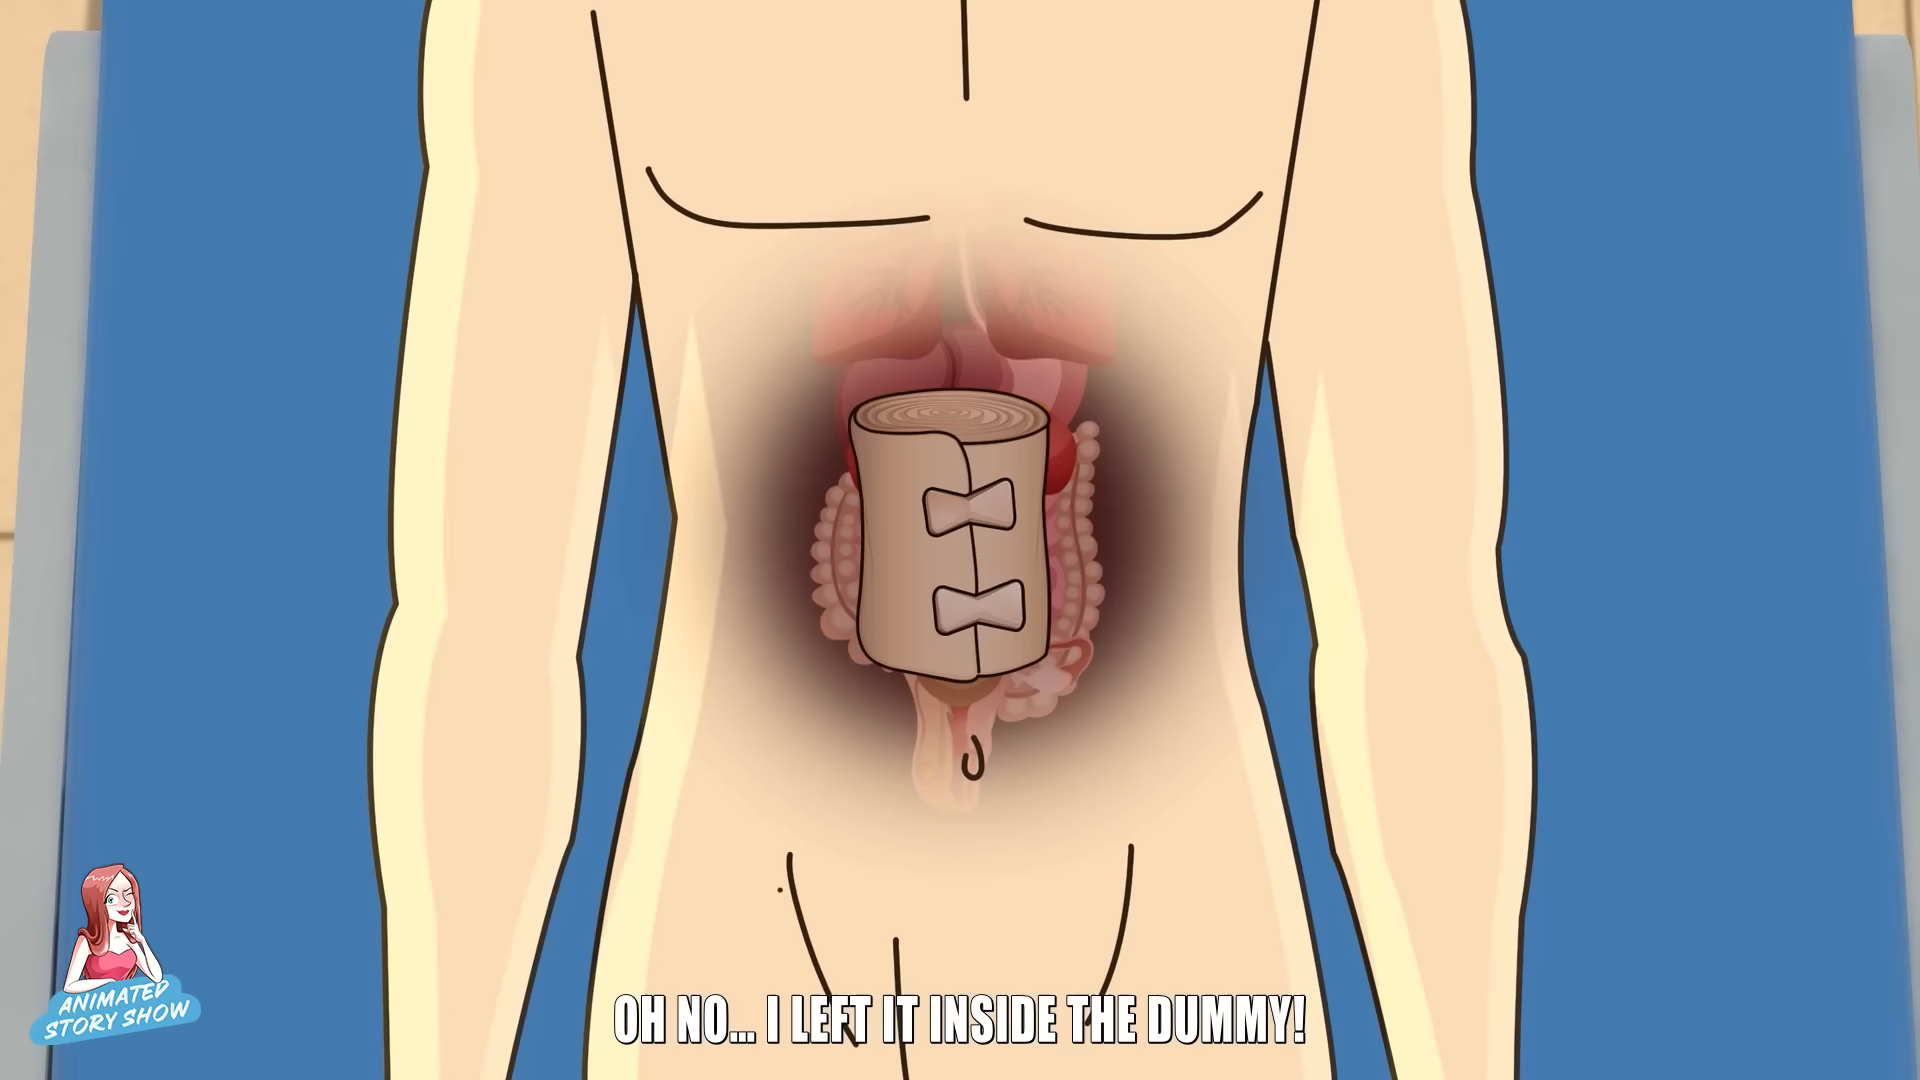 ANIMATED
STORY SHOW
OH NO... I LEFT IT INSIDE THE DUMMY!